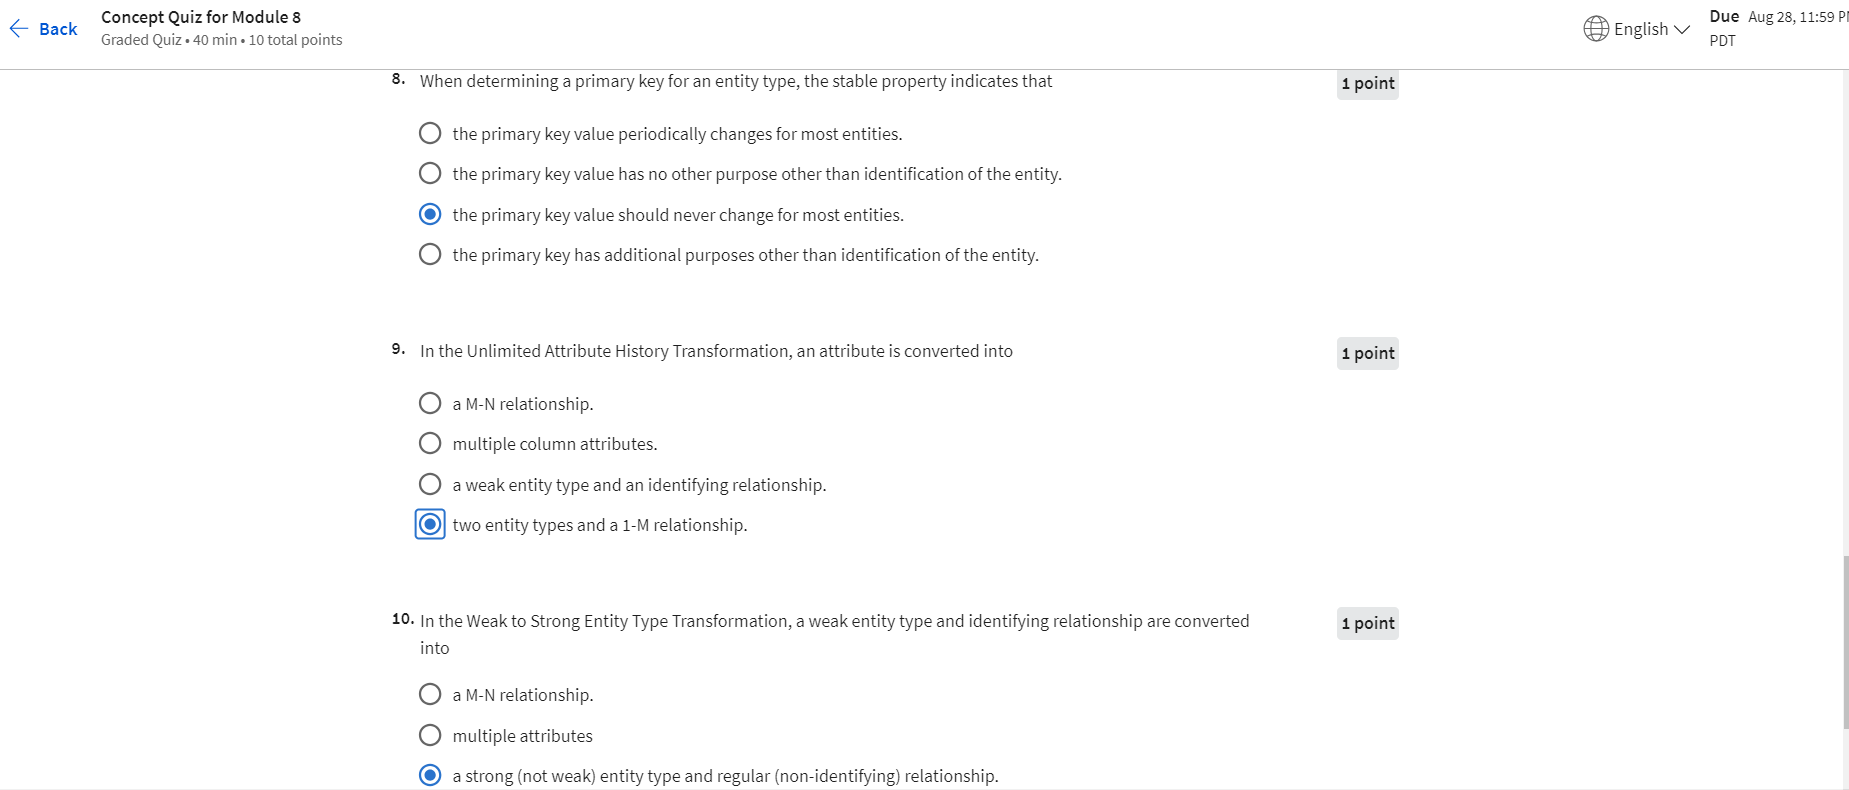 Back
Concept Quiz for Module 8
Graded Quiz • 40 min • 10 total points
English
Due Aug 28, 11:59 PM
PDT
8. When determining a primary key for an entity type, the stable property indicates that
1 point
the primary key value periodically changes for most entities.
the primary key value has no other purpose other than identification of the entity.
the primary key value should never change for most entities.
the primary key has additional purposes other than identification of the entity.
9. In the Unlimited Attribute History Transformation, an attribute is converted into
1 point
a M-N relationship.
multiple column attributes.
a weak entity type and an identifying relationship.
two entity types and a 1-M relationship.
10. In the Weak to Strong Entity Type Transformation, a weak entity type and identifying relationship are converted
into
1 point
a M-N relationship.
multiple attributes
a strong (not weak) entity type and regular (non-identifying) relationship.